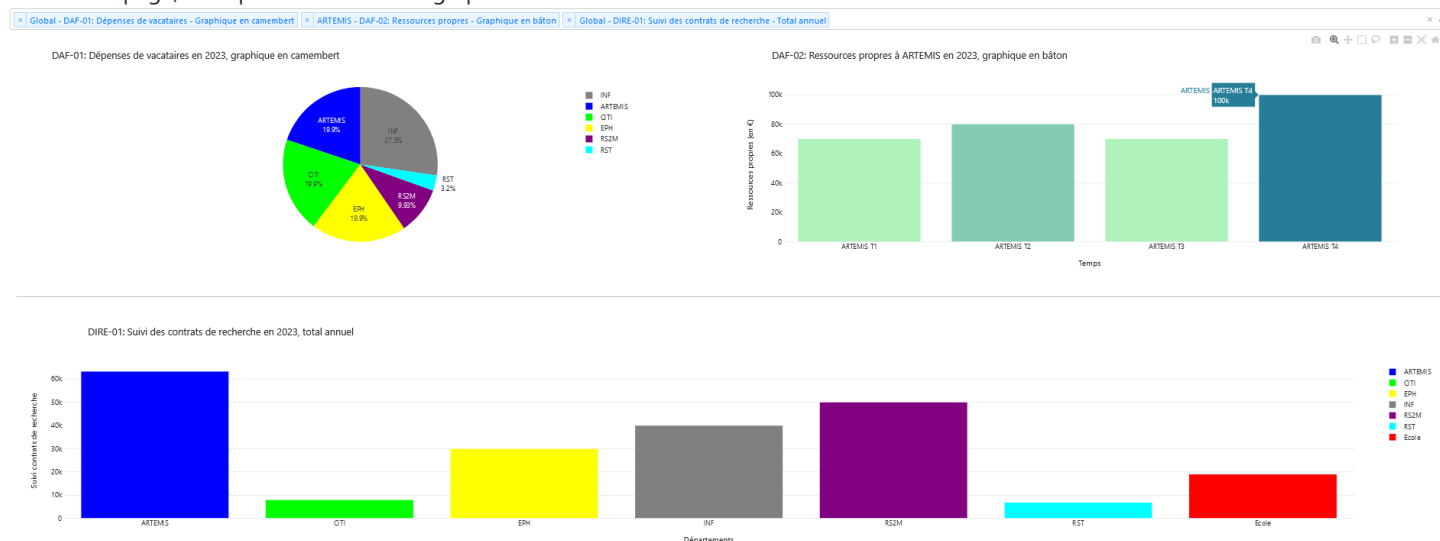 × Global - DAF-01: Dépenses de vacataires - Graphique en camembert × ARTEMIS - DAF-02: Ressources propres - Graphique en bâton × Global - DIRE-01: Suivi des contrats de recherche - Total annuel ×
DAF-01: Dépenses de vacataires en 2023, graphique en camembert
INF
27.3%
ARTEMIS
19.9%
CITI
19.9%
EPH
19.9%
RS2M
9.93%
RST
3.2%
INF
ARTEMIS
CITI
EPH
RS2M
RST
DAF-02: Ressources propres à ARTEMIS en 2023, graphique en bâton
Ressources propres (en €)
100k
80k
60k
40k
20k
0
ARTEMIS
ARTEMIS T4
100k
ARTEMIS T1
ARTEMIS T2
ARTEMIS T3
ARTEMIS T4
Temps
DIRE-01: Suivi des contrats de recherche en 2023, total annuel
Suivi contrats de recherche
60k
50k
40k
30k
20k
10k
0
ARTEMIS
CITI
EPH
INF
RS2M
RST
Ecole
Départements
ARTEMIS
CITI
EPH
INF
RS2M
RST
Ecole